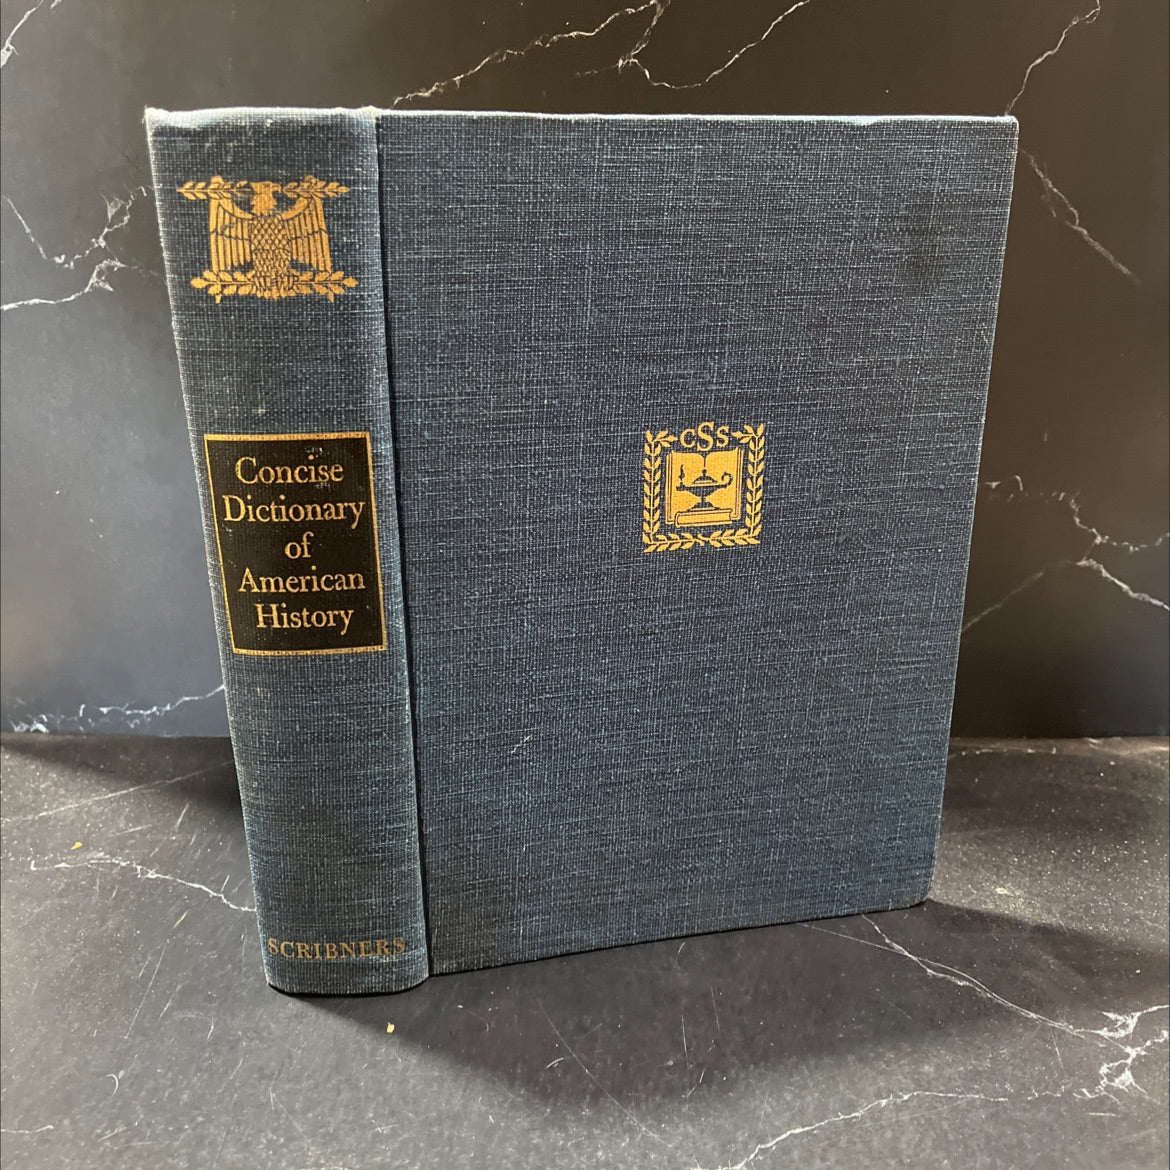 Concise
Dictionary
of
American
History
SCRIBNERS
CSS